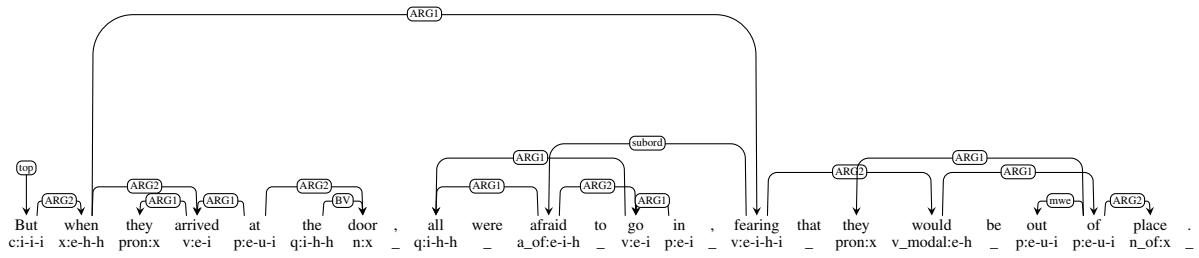 ARG1
subord
ARG1 ARG1
top ARG2 ARG2 ARG1 ARG2 ARG2 ARG1
ARG2 ARG1 ARG1 BV ARG1 mwe ARG2
But when they arrived at the door , all were afraid to go in , fearing that they would be out of place .
c:i-i-i x:e-h-h pron:x v:e-i p:e-u-i q:i-h-h n:x _ q:i-h-h _ a_of:e-i-h _ v:e-i p:e-i _ v:e-i-h-i _ pron:x v_modal:e-h _ p:e-u-i p:e-u-i n_of:x _